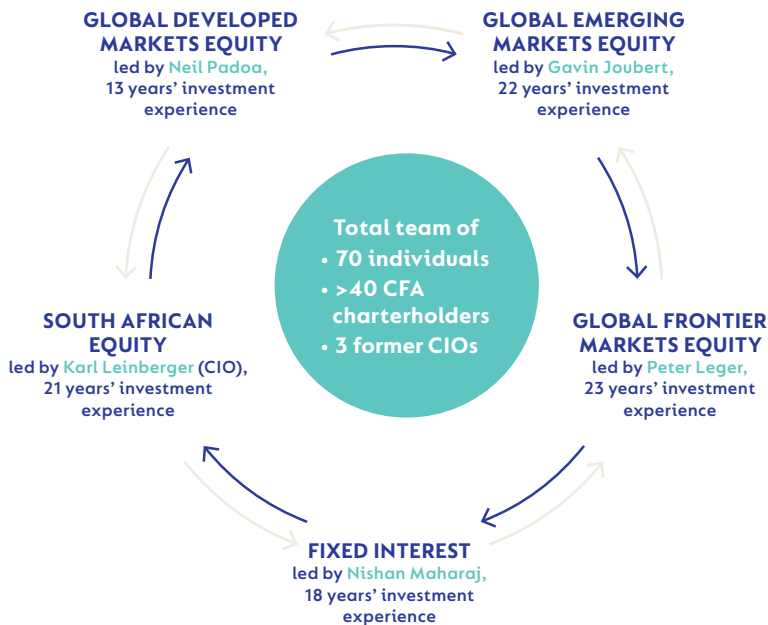 GLOBAL DEVELOPED
MARKETS EQUITY
led by Neil Padoa,
13 years’ investment
experience
GLOBAL EMERGING
MARKETS EQUITY
led by Gavin Joubert,
22 years’ investment
experience
Total team of
• 70 individuals
• >40 CFA
charterholders
• 3 former CIOs
SOUTH AFRICAN
EQUITY
led by Karl Leinberger (CIO),
21 years’ investment
experience
GLOBAL FRONTIER
MARKETS EQUITY
led by Peter Leger,
23 years’ investment
experience
FIXED INTEREST
led by Nishan Maharaj,
18 years’ investment
experience